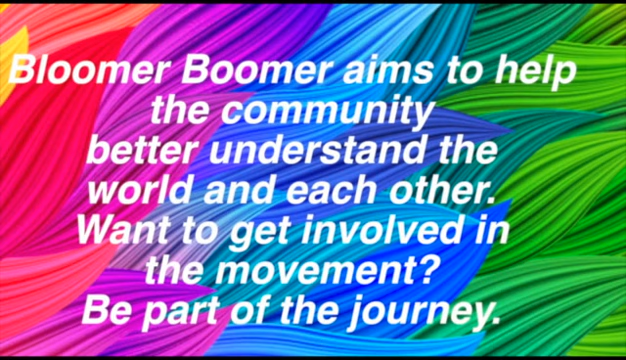 Bloomer Boomer aims to help
the community
better understand the
world and each other.
Want to get involved in
the movement?
Be part of the journey.